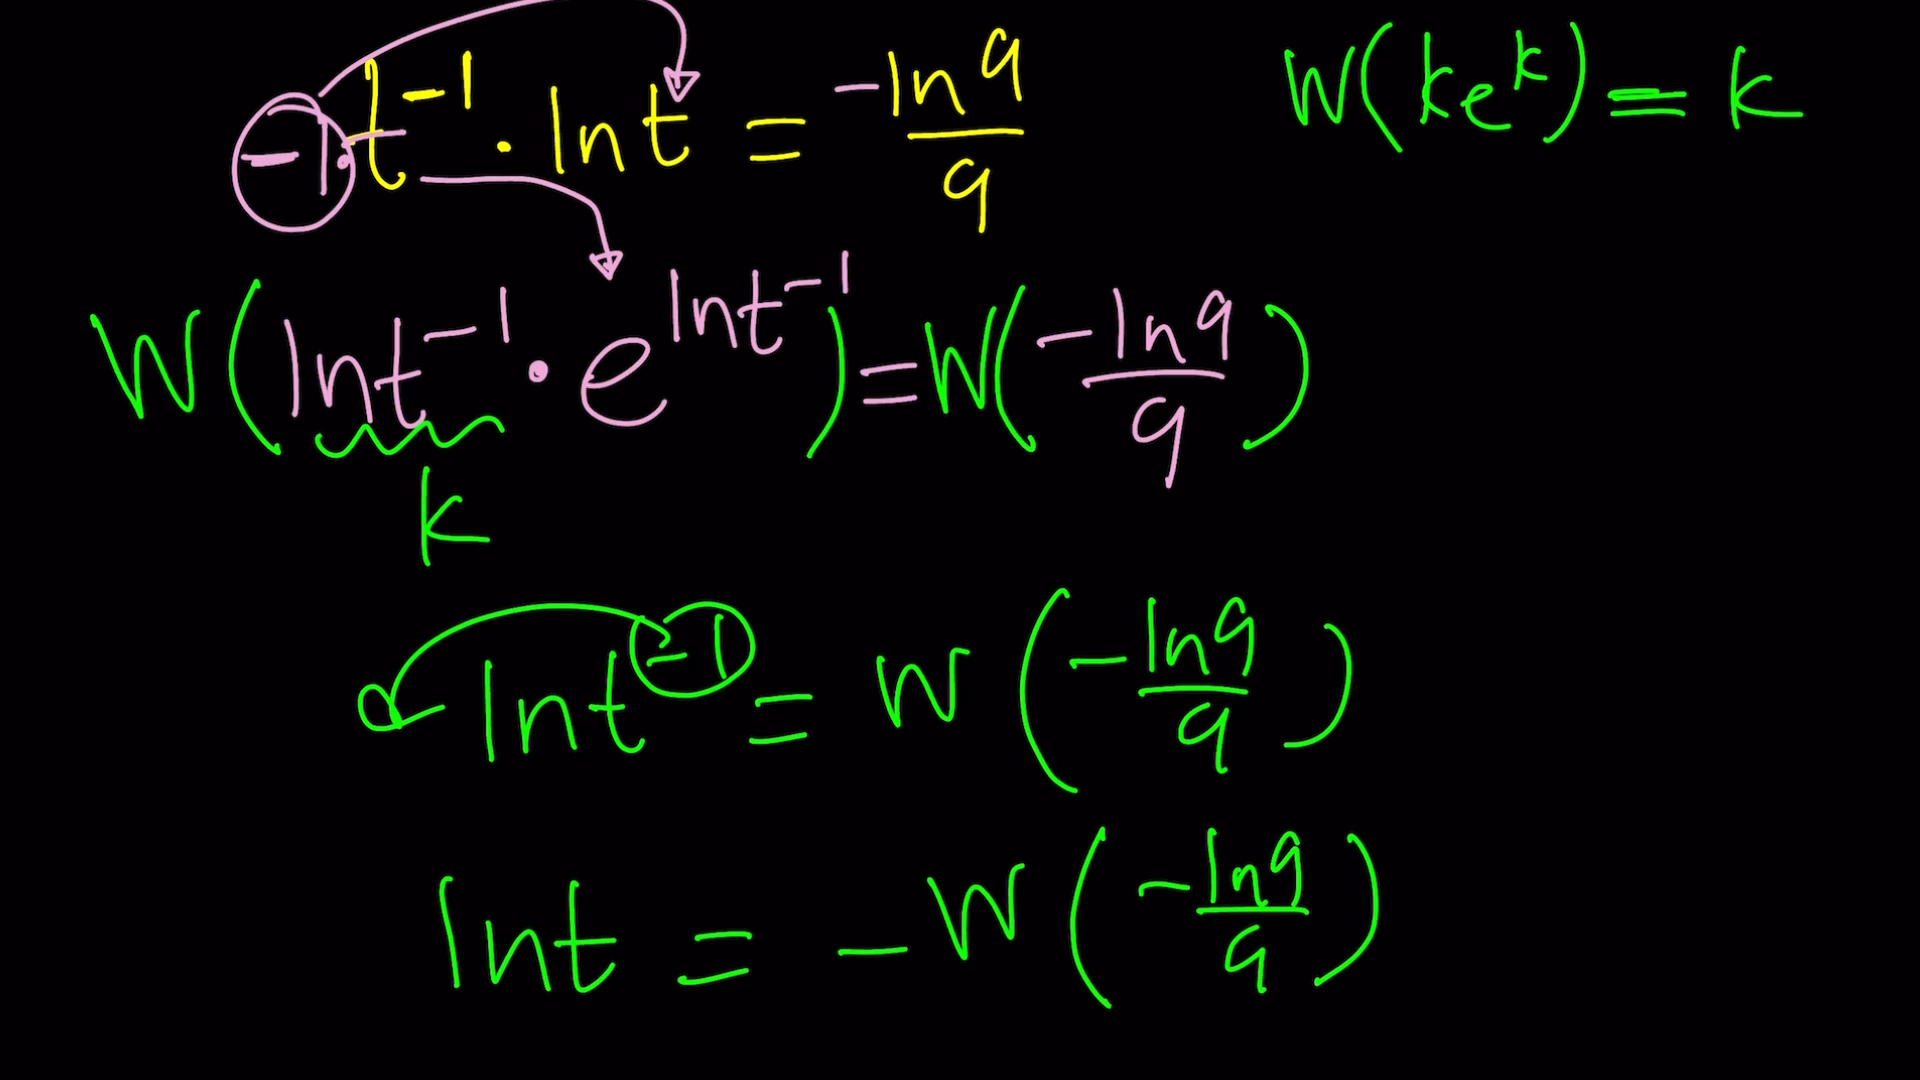 -1·t⁻¹ · ln t = -ln 9 / 9
W(ke^k) = k
W(ln t⁻¹ · e^(ln t⁻¹)) = W(-ln 9 / 9)
k
ln t⁻¹ = W(-ln 9 / 9)
ln t = -W(-ln 9 / 9)